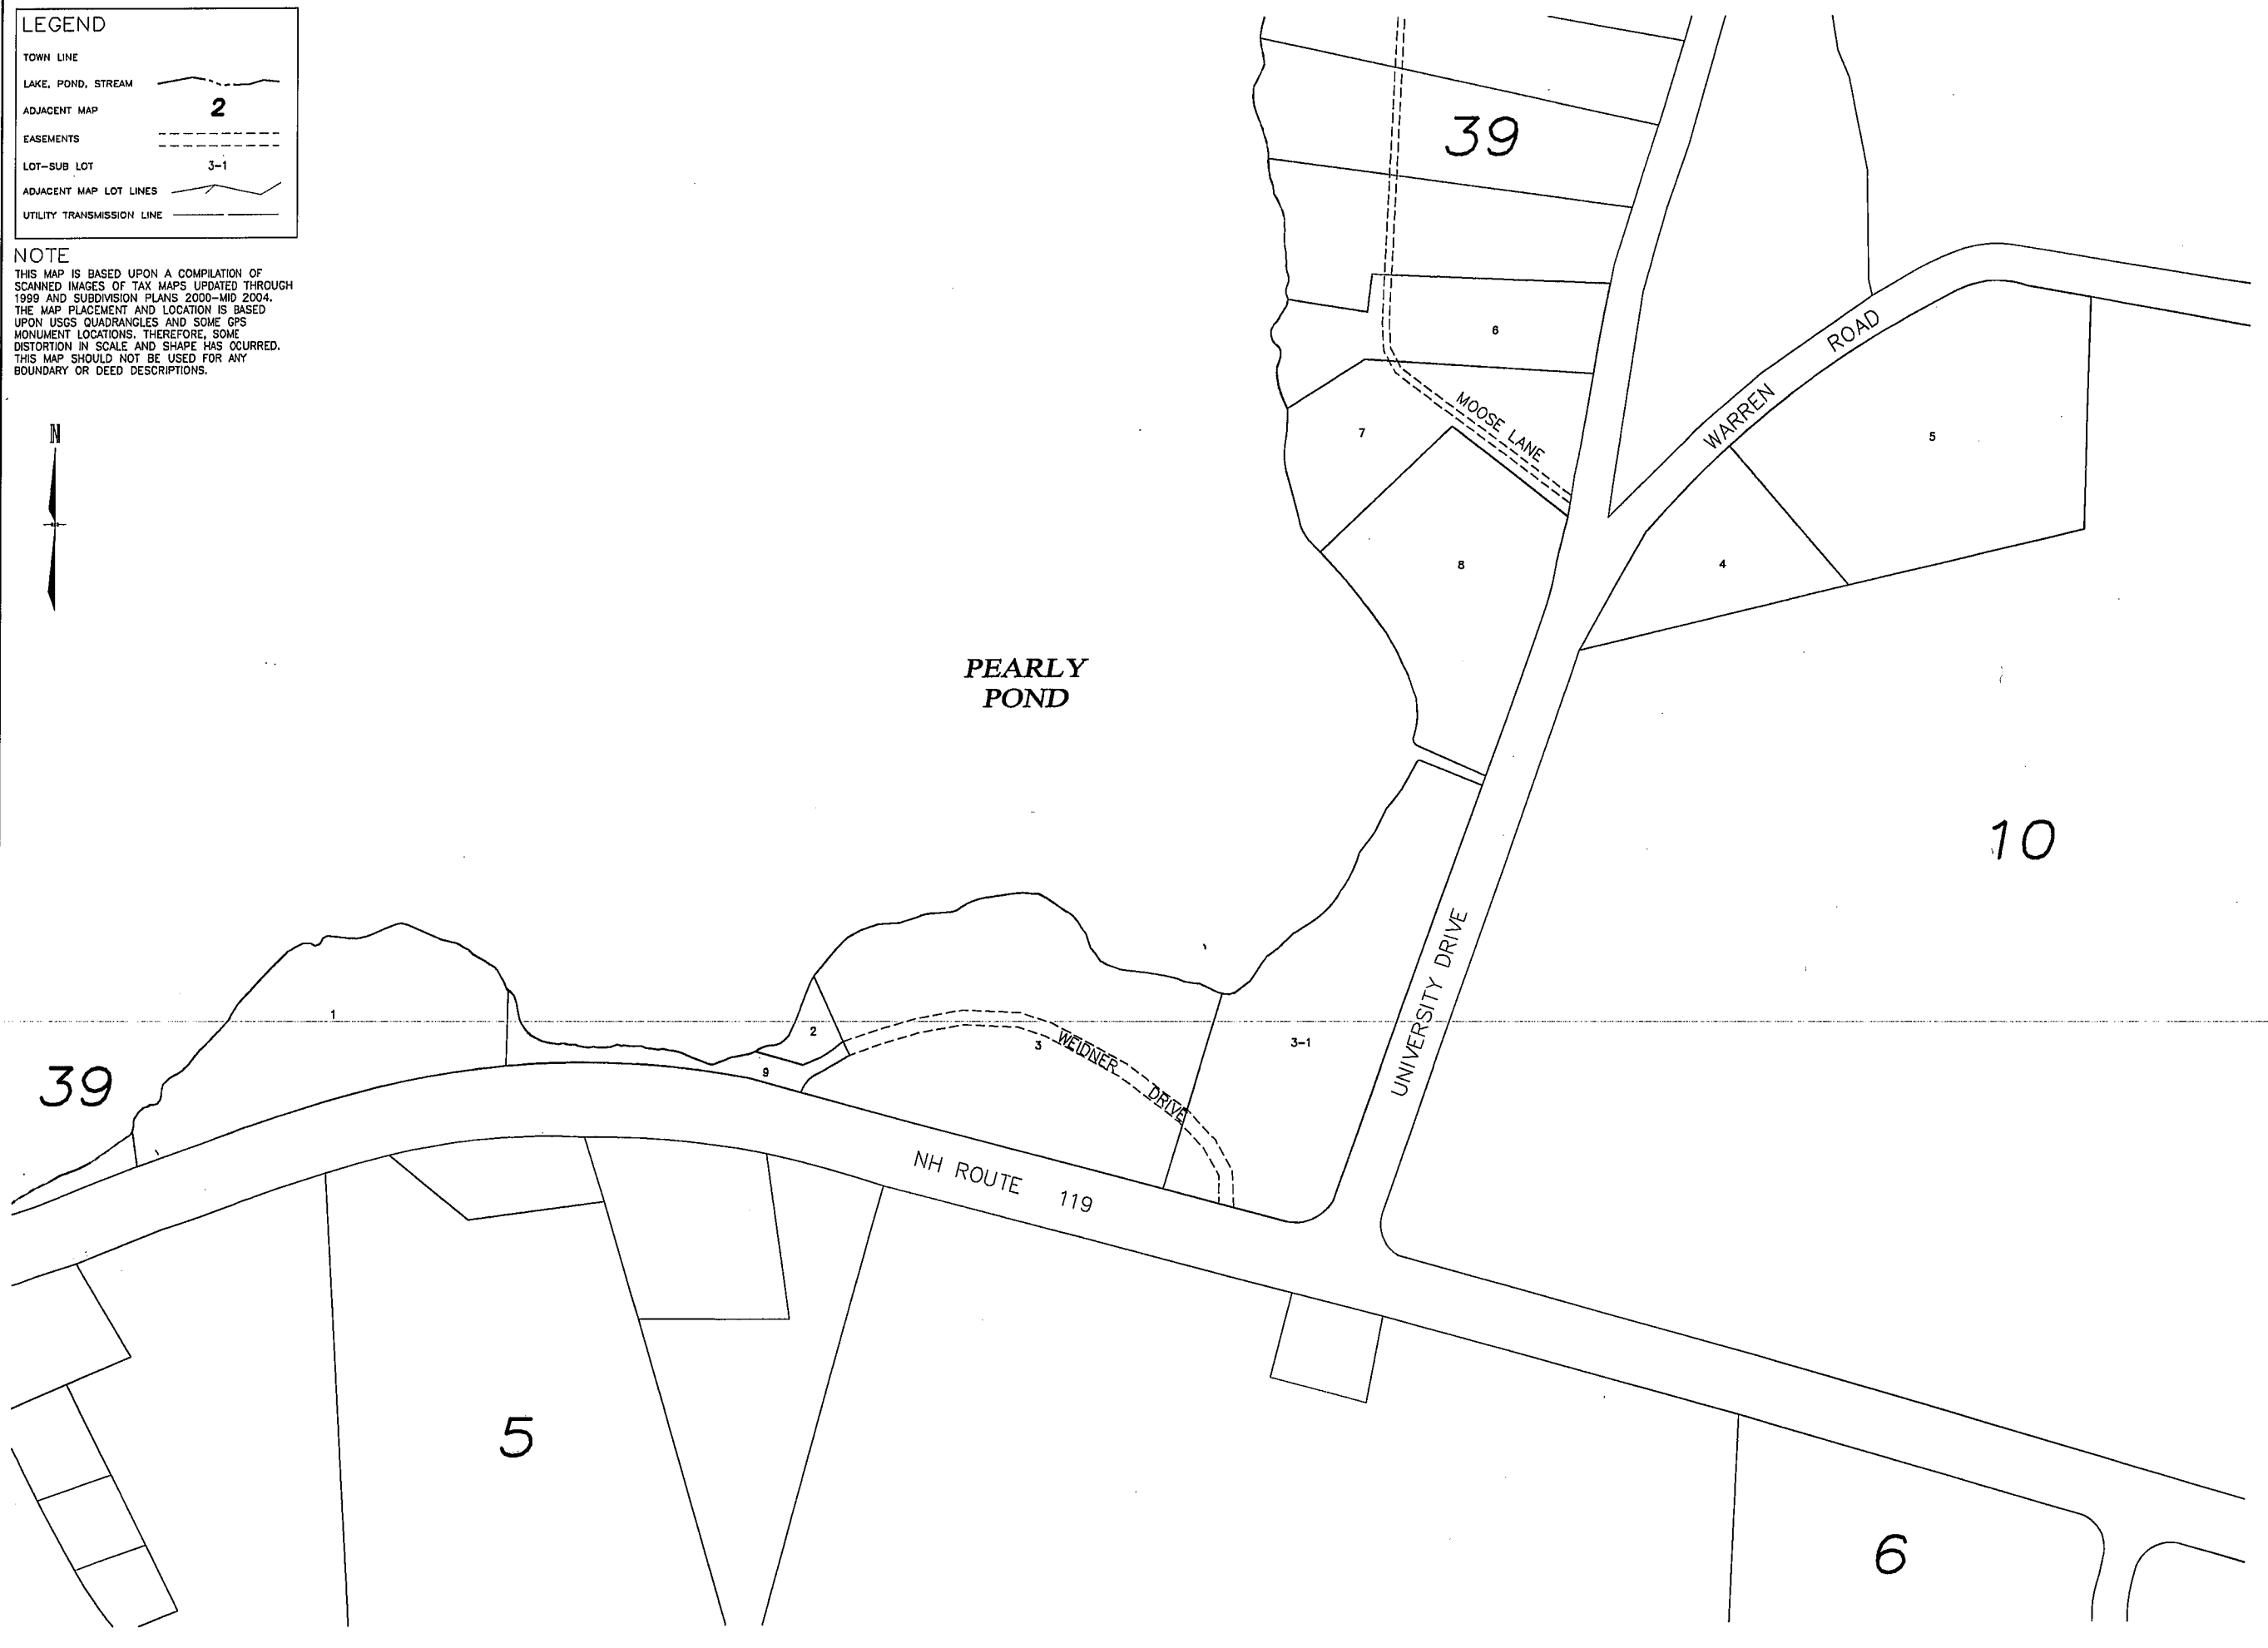 LEGEND
TOWN LINE
LAKE, POND, STREAM
ADJACENT MAP 2
EASEMENTS
LOT-SUB LOT 3-1
ADJACENT MAP LOT LINES
UTILITY TRANSMISSION LINE
NOTE
THIS MAP IS BASED UPON A COMPILATION OF
SCANNED IMAGES OF TAX MAPS UPDATED THROUGH
1999 AND SUBDIVISION PLANS 2000-MID 2004.
THE MAP PLACEMENT AND LOCATION IS BASED
UPON USGS QUADRANGLES AND SOME GPS
MONUMENT LOCATIONS. THEREFORE, SOME
DISTORTION IN SCALE AND SHAPE HAS OCURRED.
THIS MAP SHOULD NOT BE USED FOR ANY
BOUNDARY OR DEED DESCRIPTIONS.
N
39
6
WARREN ROAD
MOOSE LANE
7
5
8
4
PEARLY
POND
10
UNIVERSITY DRIVE
1
2
3
WEIDNER DRIVE
3-1
9
39
NH ROUTE 119
5
6